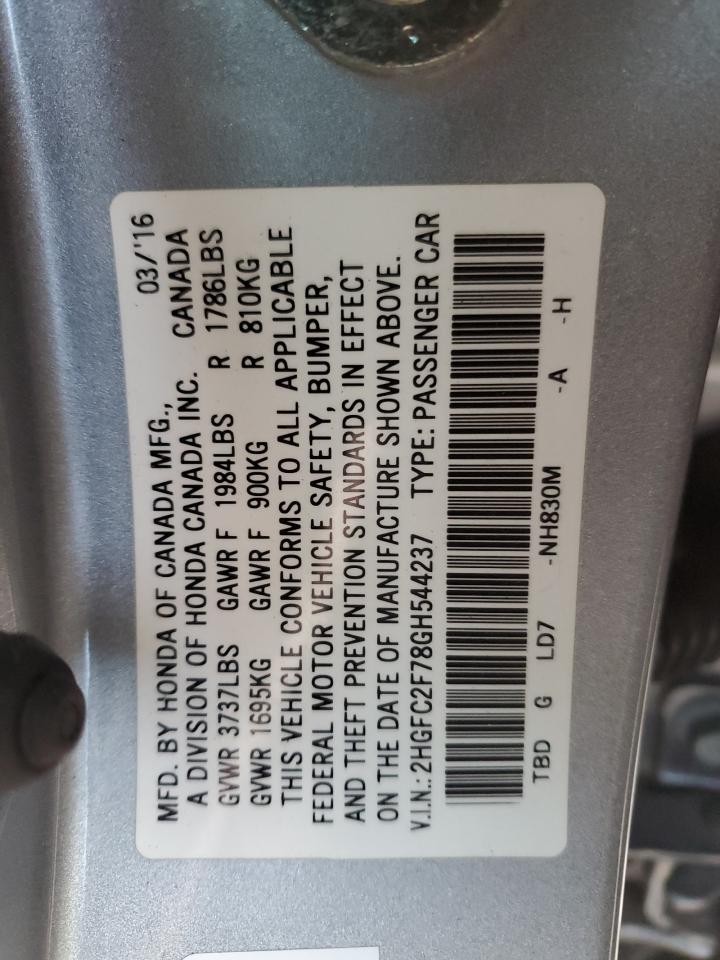 MFD. BY HONDA OF CANADA MFG., 03/'16
A DIVISION OF HONDA CANADA INC. CANADA
GVWR 3737LBS GAWR F 1984LBS R 1786LBS
GVWR 1695KG GAWR F 900KG R 810KG
THIS VEHICLE CONFORMS TO ALL APPLICABLE
FEDERAL MOTOR VEHICLE SAFETY, BUMPER,
AND THEFT PREVENTION STANDARDS IN EFFECT
ON THE DATE OF MANUFACTURE SHOWN ABOVE.
V.I.N.: 2HGFC2F78GH544237 TYPE: PASSENGER CAR
TBD G LD7 -NH830M -A -H